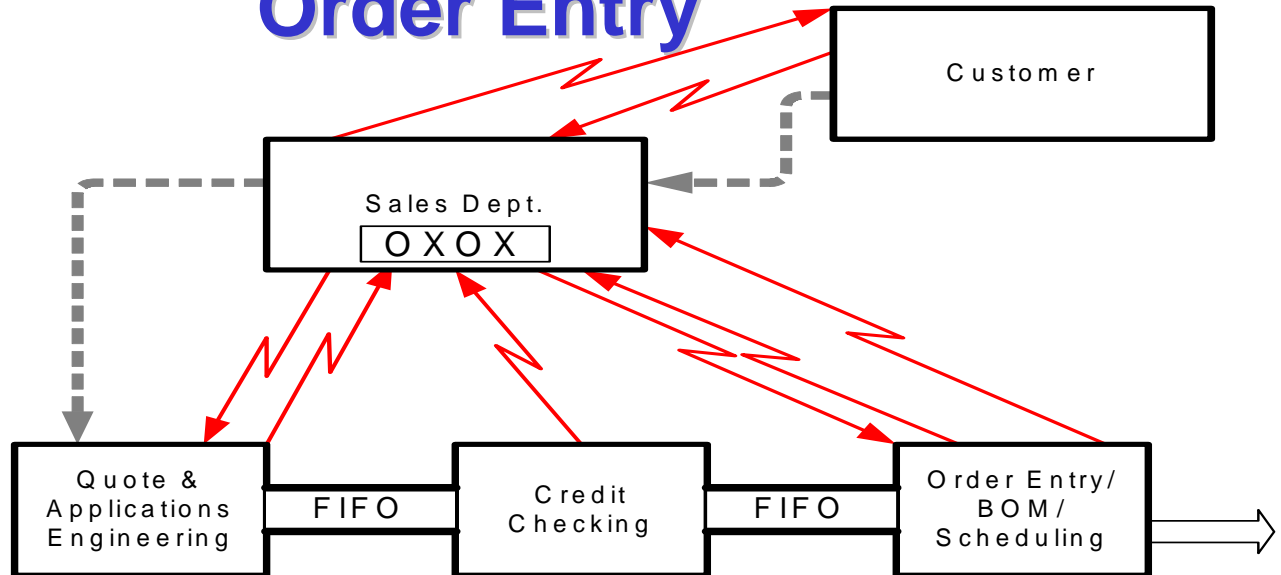 Order Entry
Customer
Sales Dept.
OXOX
Quote &
Applications
Engineering
FIFO
Credit
Checking
FIFO
Order Entry/
BOM/
Scheduling